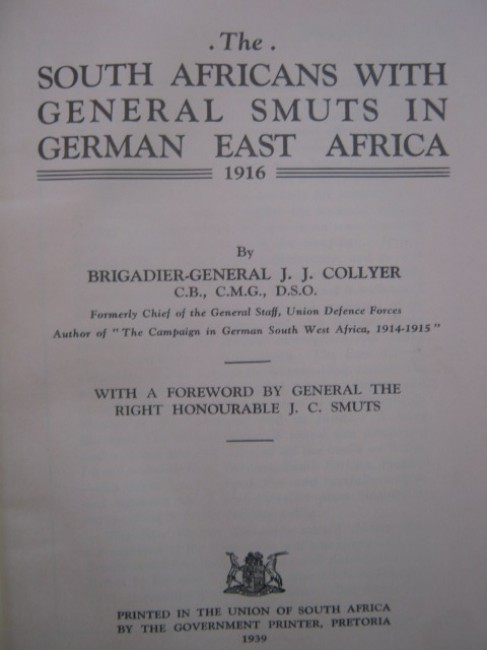 . The .
SOUTH AFRICANS WITH
GENERAL SMUTS IN
GERMAN EAST AFRICA
1916
By
BRIGADIER-GENERAL J. J. COLLYER
C.B., C.M.G., D.S.O.
Formerly Chief of the General Staff, Union Defence Forces
Author of "The Campaign in German South West Africa, 1914-1915"
WITH A FOREWORD BY GENERAL THE
RIGHT HONOURABLE J. C. SMUTS
PRINTED IN THE UNION OF SOUTH AFRICA
BY THE GOVERNMENT PRINTER, PRETORIA
1939